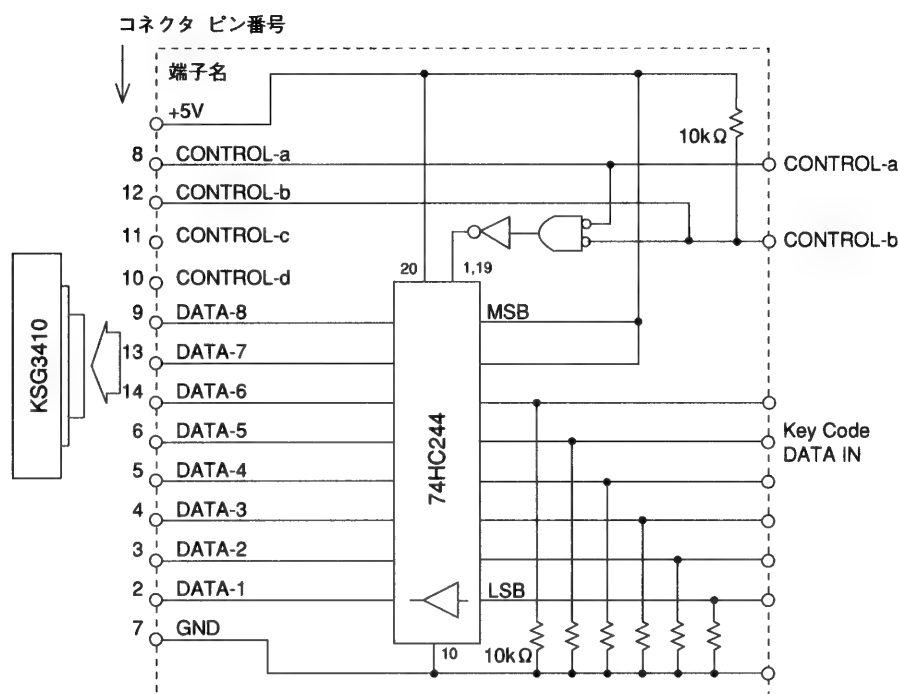 コネクタ ピン番号
端子名
+5V
10kΩ
8 CONTROL-a
CONTROL-a
12 CONTROL-b
11 CONTROL-c
CONTROL-b
10 CONTROL-d
20
1,19
9 DATA-8
MSB
13 DATA-7
14 DATA-6
KSG3410
6 DATA-5
Key Code
DATA IN
74HC244
5 DATA-4
4 DATA-3
3 DATA-2
2 DATA-1
LSB
7 GND
10
10kΩ